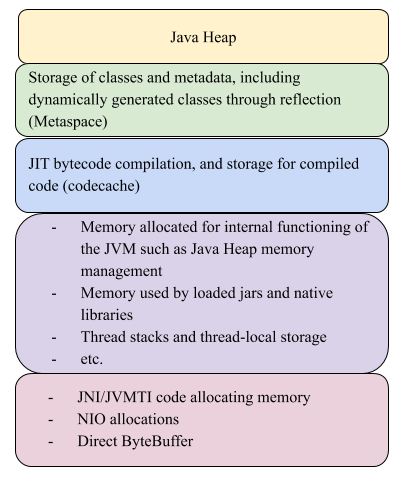 Java Heap
Storage of classes and metadata, including
dynamically generated classes through reflection
(Metaspace)
JIT bytecode compilation, and storage for compiled
code (codecache)
- Memory allocated for internal functioning of
the JVM such as Java Heap memory
management
- Memory used by loaded jars and native
libraries
- Thread stacks and thread-local storage
- etc.
- JNI/JVMTI code allocating memory
- NIO allocations
- Direct ByteBuffer